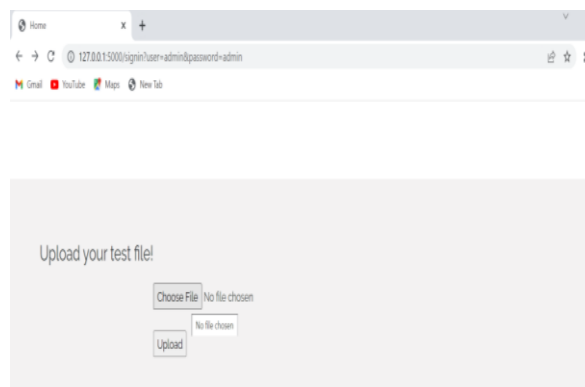 Home x +
127.0.0.1:5000/signin?user=admin&password=admin
Gmail YouTube Maps New Tab
Upload your test file!
Choose File No file chosen
No file chosen
Upload